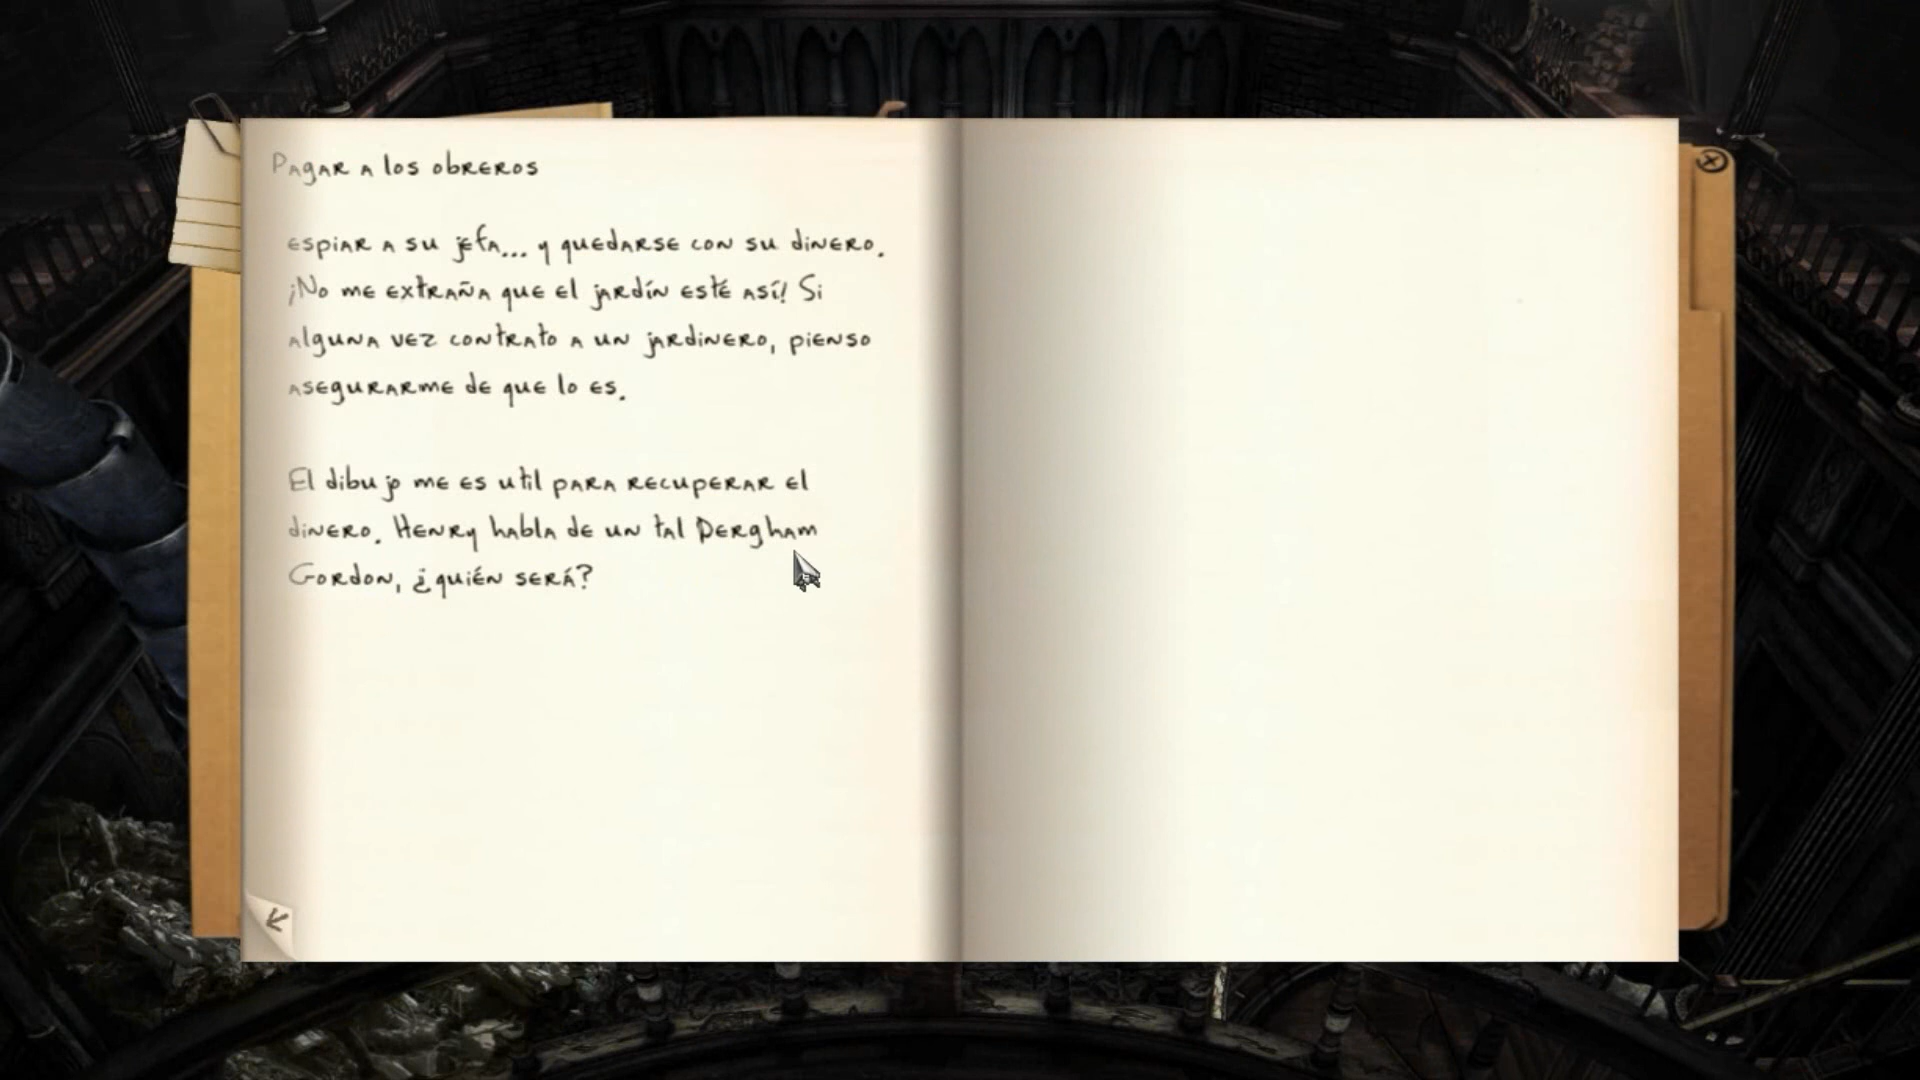 Pagar a los obreros
espiar a su jefa... y quedarse con su dinero.
¡No me extraña que el jardín esté así! Si
alguna vez contrato a un jardinero, pienso
asegurarme de que lo es.
El dibujo me es util para recuperar el
dinero. Henry habla de un tal Dergham
Gordon, ¿quién será?